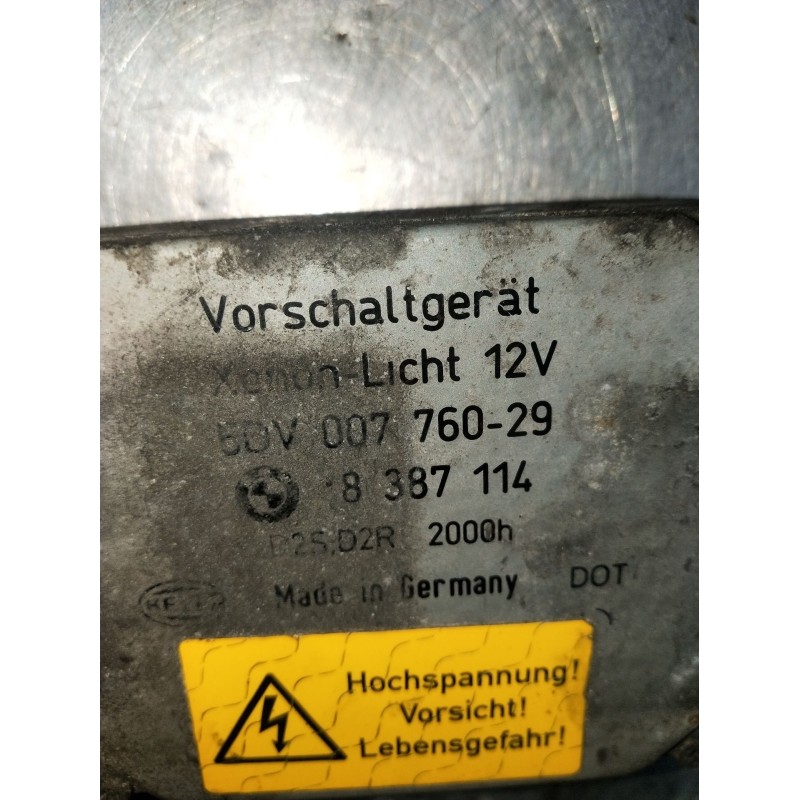 Vorschaltgerät
Xenon-Licht 12V
5DV 007 760-29
8 387 114
D2S,D2R 2000h
HELLA Made in Germany DOT
Hochspannung!
Vorsicht!
Lebensgefahr!